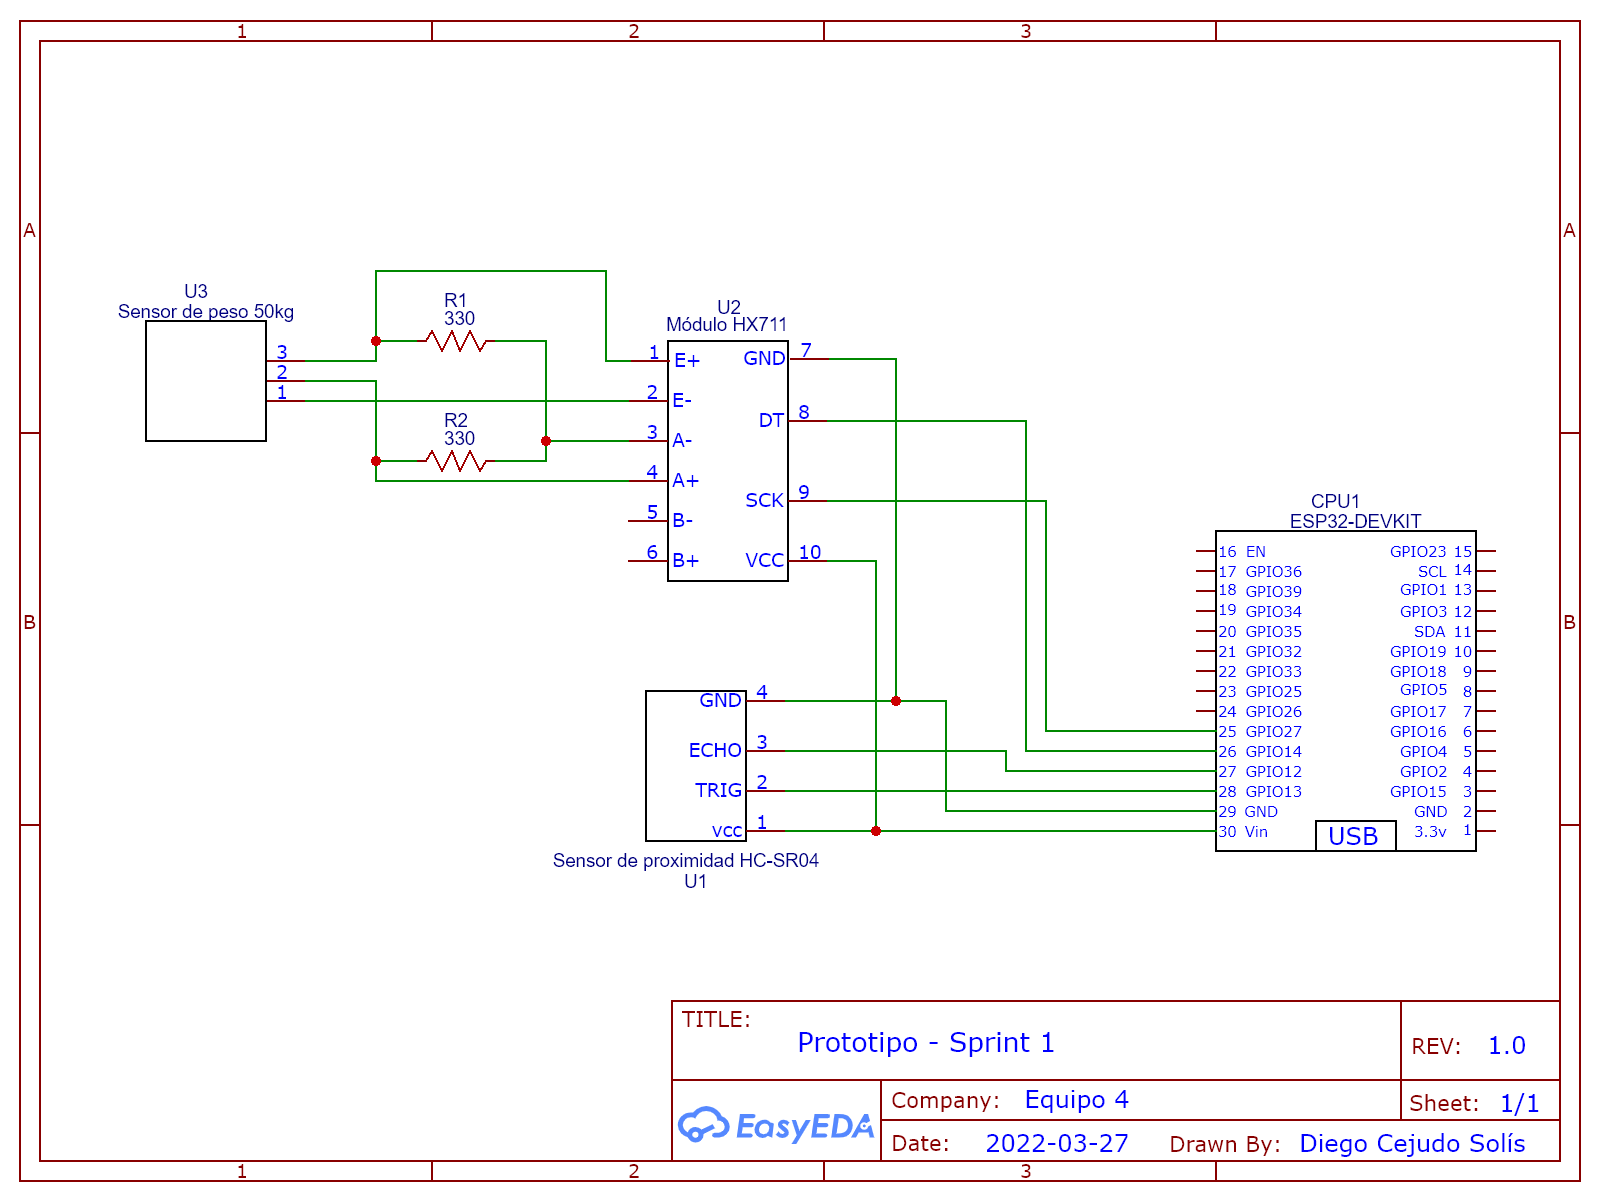 1
2
3
A
A
B
B
U3
Sensor de peso 50kg
3
2
1
R1
330
R2
330
U2
Módulo HX711
1 E+
2 E-
3 A-
4 A+
5 B-
6 B+
GND 7
DT 8
SCK 9
VCC 10
GND 4
ECHO 3
TRIG 2
VCC 1
Sensor de proximidad HC-SR04
U1
CPU1
ESP32-DEVKIT
16 EN GPIO23 15
17 GPIO36 SCL 14
18 GPIO39 GPIO1 13
19 GPIO34 GPIO3 12
20 GPIO35 SDA 11
21 GPIO32 GPIO19 10
22 GPIO33 GPIO18 9
23 GPIO25 GPIO5 8
24 GPIO26 GPIO17 7
25 GPIO27 GPIO16 6
26 GPIO14 GPIO4 5
27 GPIO12 GPIO2 4
28 GPIO13 GPIO15 3
29 GND GND 2
30 Vin USB 3.3v 1
TITLE:
Prototipo - Sprint 1
REV: 1.0
EasyEDA
Company: Equipo 4
Sheet: 1/1
Date: 2022-03-27 Drawn By: Diego Cejudo Solís
1
2
3